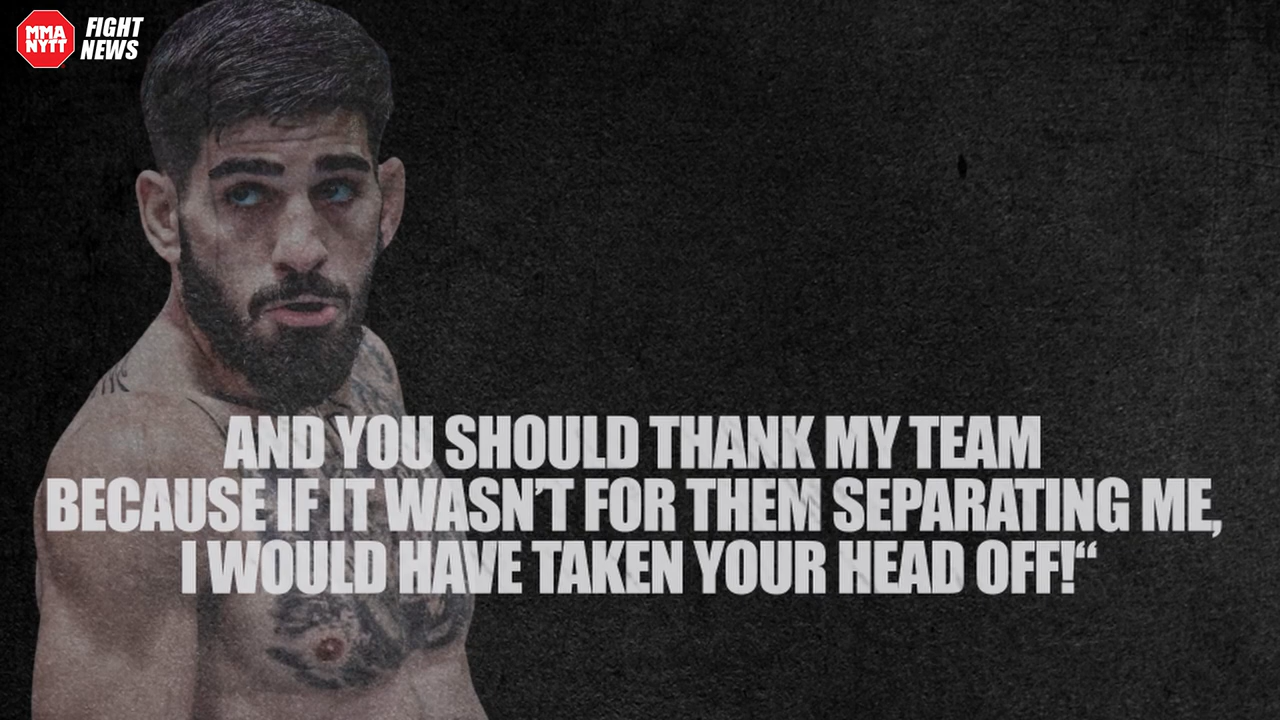 MMA
NYTT
FIGHT
NEWS
AND YOU SHOULD THANK MY TEAM
BECAUSE IF IT WASN’T FOR THEM SEPARATING ME,
I WOULD HAVE TAKEN YOUR HEAD OFF!“